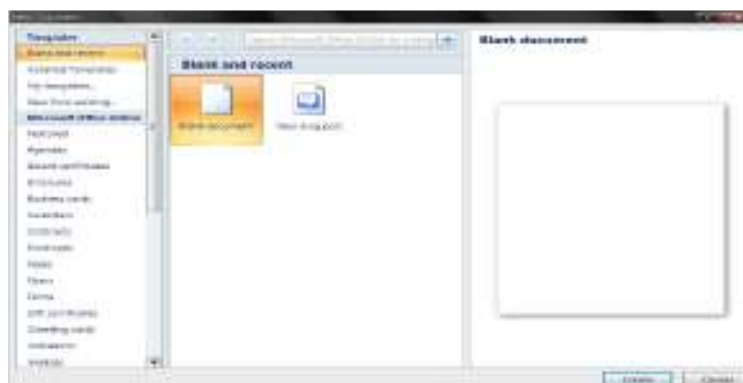 New Document
Templates
Blank and recent
Installed Templates
My templates...
New from existing...
Microsoft Office Online
Featured
Agendas
Award certificates
Brochures
Business cards
Calendars
Contracts
Faxes
Flyers
Forms
Gift certificates
Greeting cards
Invitations
Invoices
Blank and recent
Blank document
New blog post
Blank document
Create
Cancel